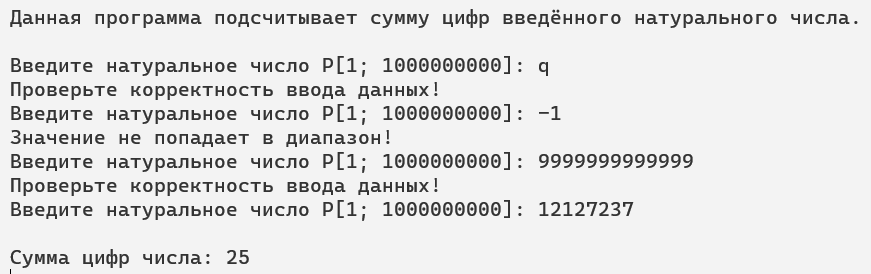 Данная программа подсчитывает сумму цифр введённого натурального числа.
Введите натуральное число P[1; 1000000000]: q
Проверьте корректность ввода данных!
Введите натуральное число P[1; 1000000000]: -1
Значение не попадает в диапазон!
Введите натуральное число P[1; 1000000000]: 9999999999999
Проверьте корректность ввода данных!
Введите натуральное число P[1; 1000000000]: 12127237
Сумма цифр числа: 25